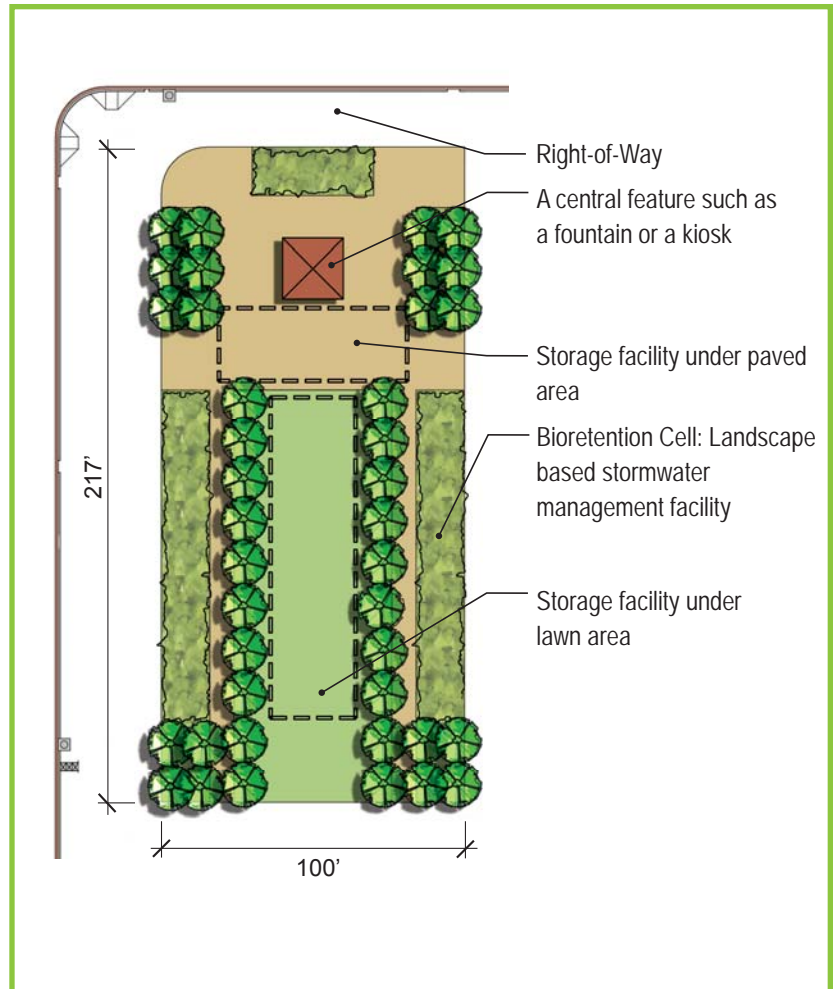 Right-of-Way
A central feature such as
a fountain or a kiosk
Storage facility under paved
area
Bioretention Cell: Landscape
based stormwater
management facility
Storage facility under
lawn area
217’
100’